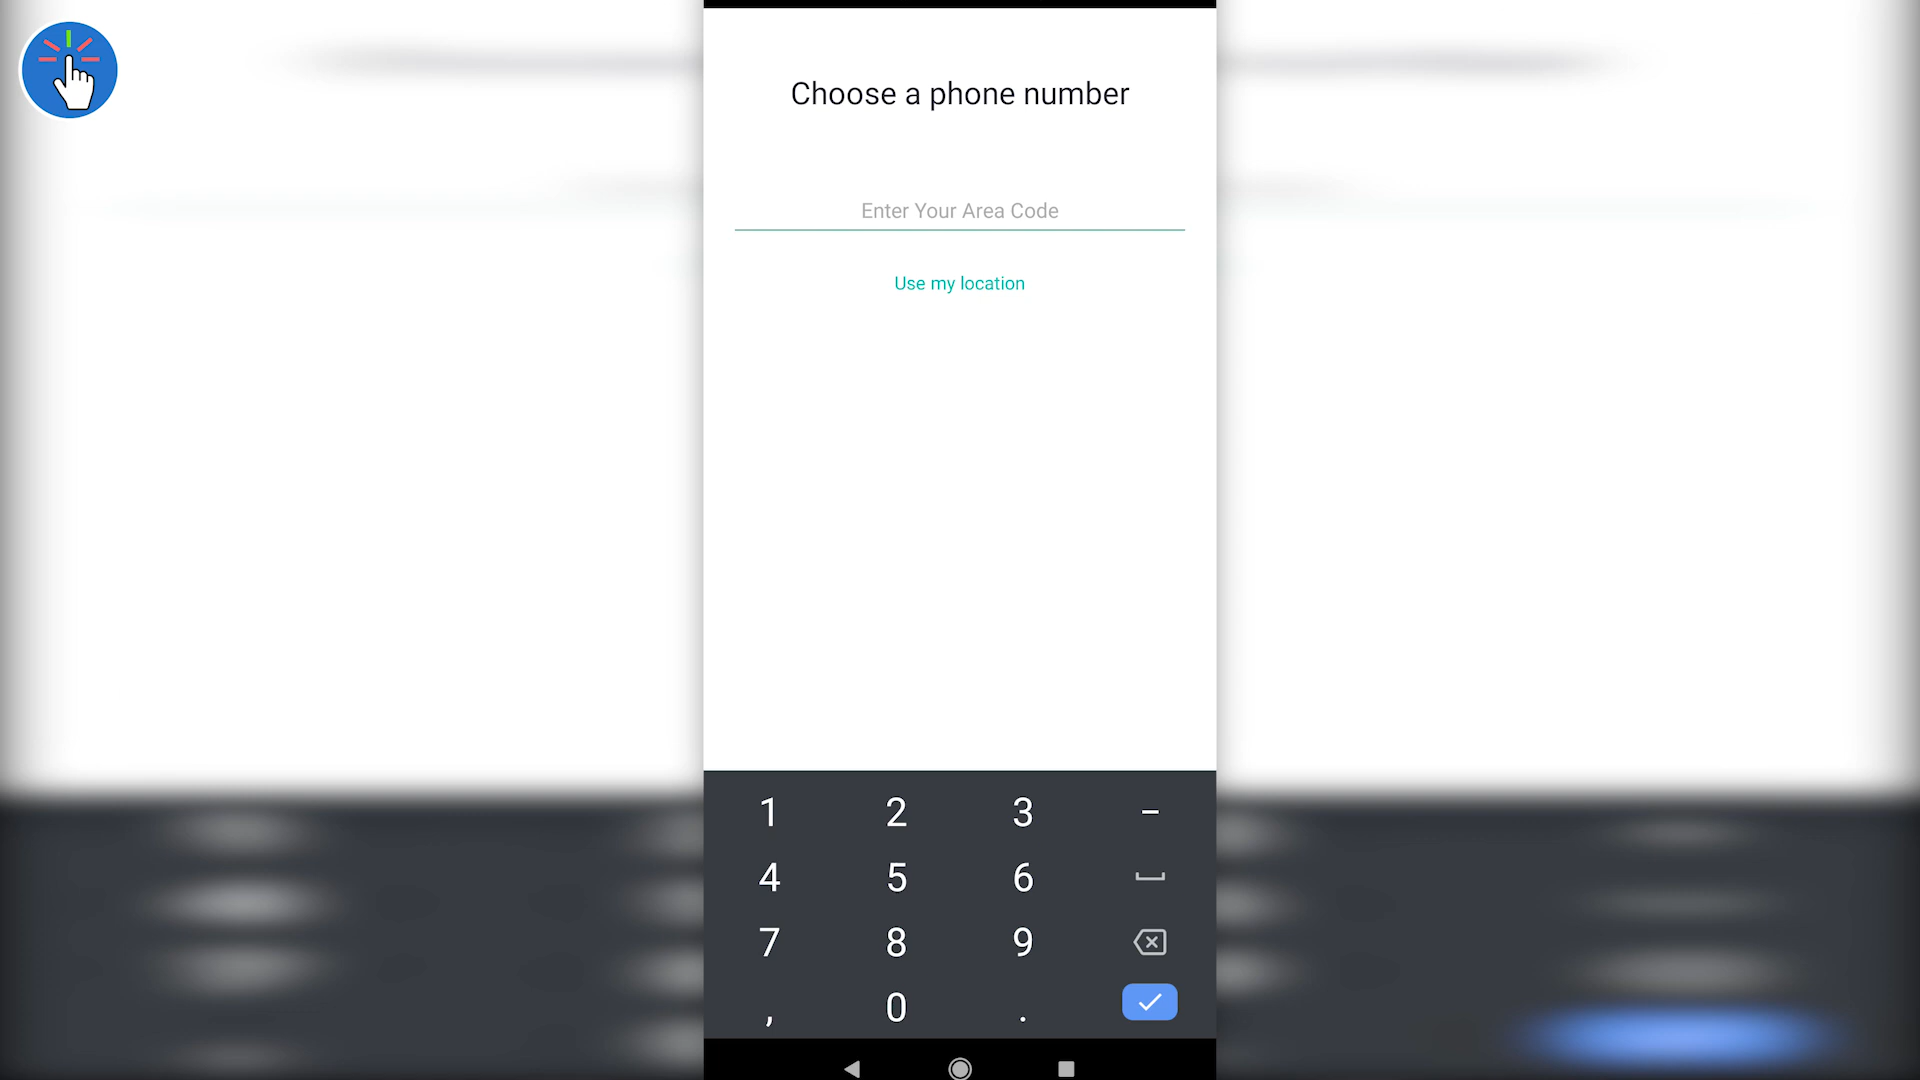 Choose a phone number
Enter Your Area Code
Use my location
1 2 3 –
4 5 6
7 8 9
, 0 .